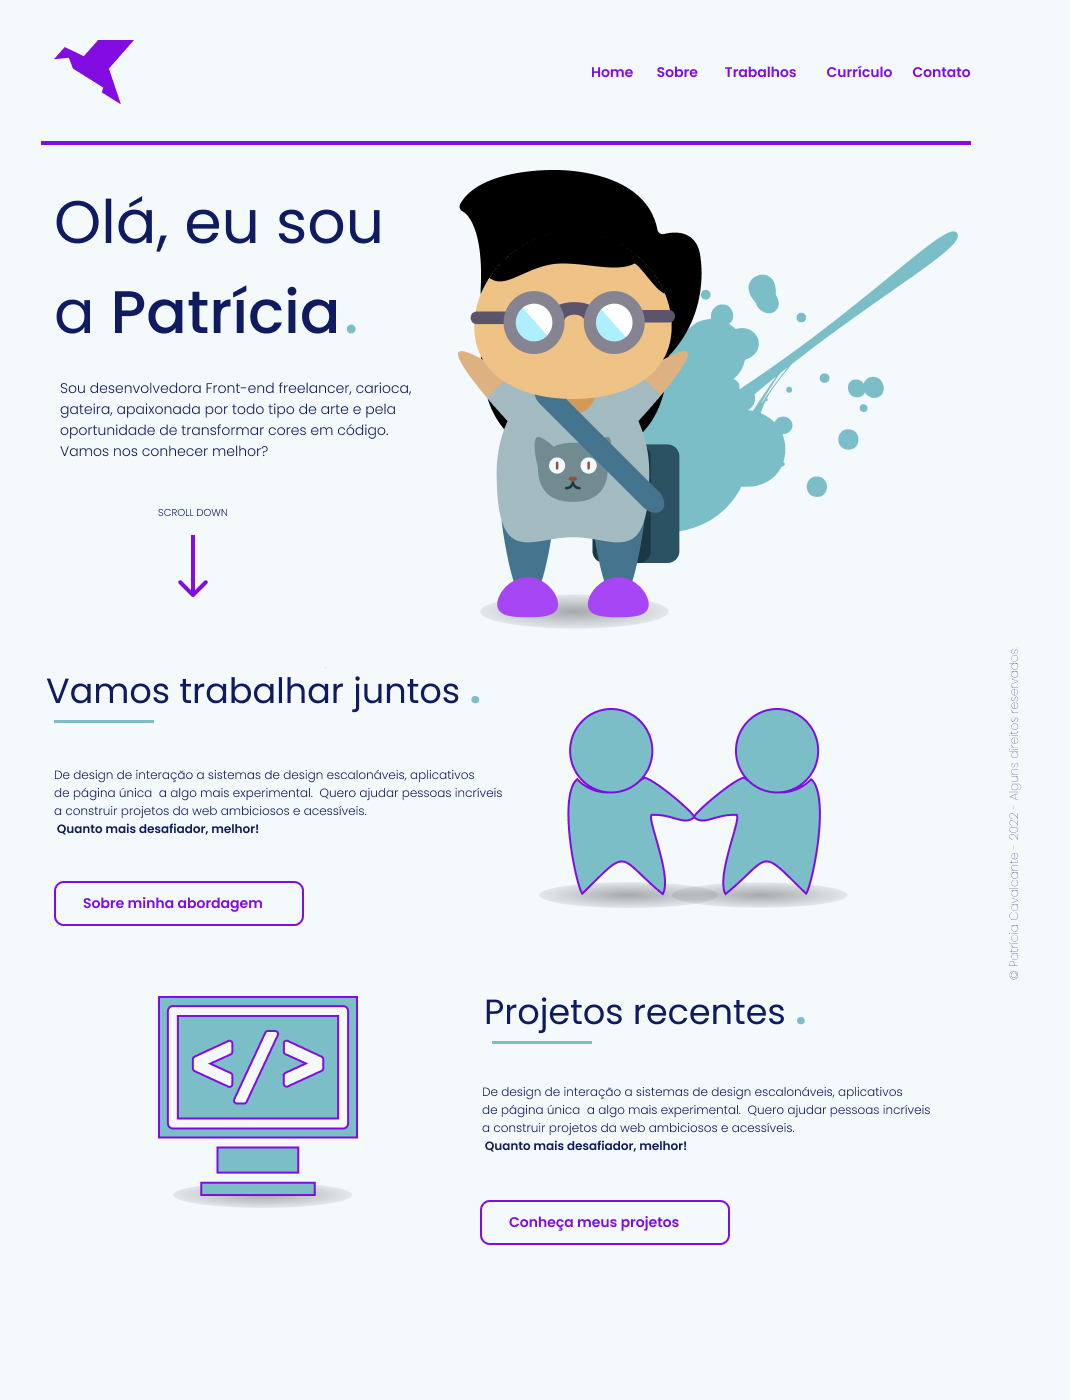 Home Sobre Trabalhos Currículo Contato
Olá, eu sou
a Patrícia.
Sou desenvolvedora Front-end freelancer, carioca,
gateira, apaixonada por todo tipo de arte e pela
oportunidade de transformar cores em código.
Vamos nos conhecer melhor?
SCROLL DOWN
Vamos trabalhar juntos .
De design de interação a sistemas de design escalonáveis, aplicativos
de página única a algo mais experimental. Quero ajudar pessoas incríveis
a construir projetos da web ambiciosos e acessíveis.
Quanto mais desafiador, melhor!
Sobre minha abordagem
© Patrícia Cavalcante - 2022 - Alguns direitos reservados.
</>
Projetos recentes .
De design de interação a sistemas de design escalonáveis, aplicativos
de página única a algo mais experimental. Quero ajudar pessoas incríveis
a construir projetos da web ambiciosos e acessíveis.
Quanto mais desafiador, melhor!
Conheça meus projetos